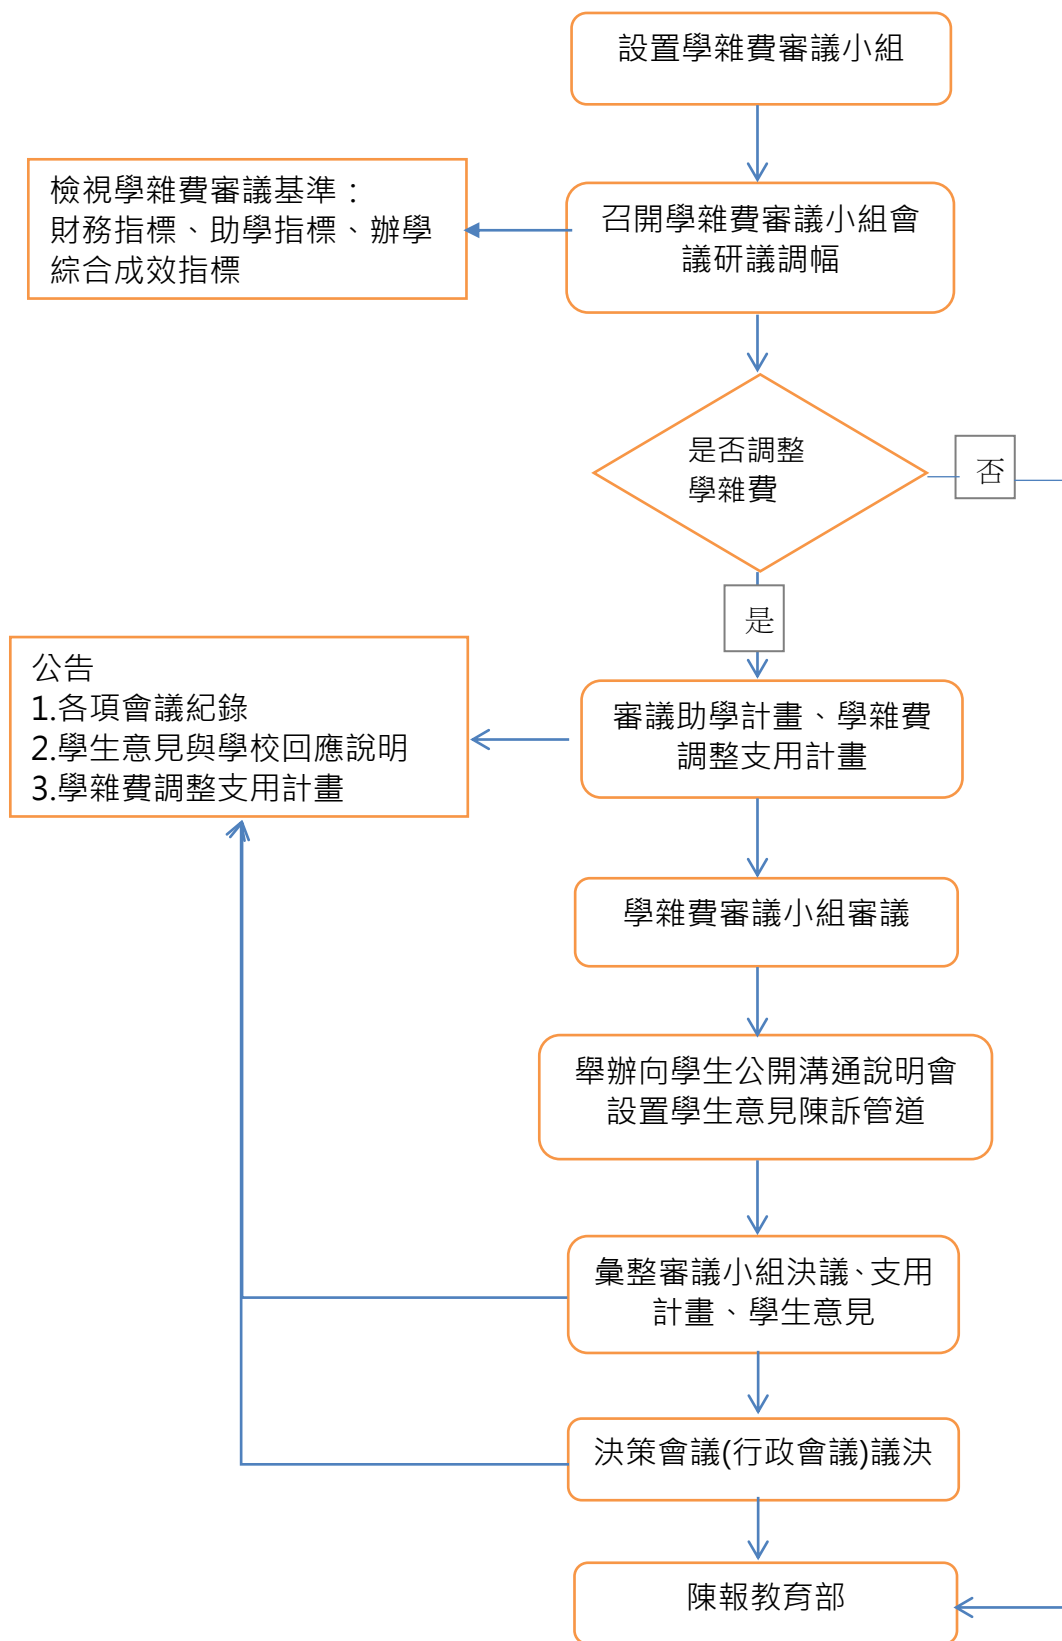 設置學雜費審議小組
檢視學雜費審議基準：
財務指標、助學指標、辦學
綜合成效指標
召開學雜費審議小組會
議研議調幅
是否調整
學雜費
否
是
公告
1.各項會議紀錄
2.學生意見與學校回應說明
3.學雜費調整支用計畫
審議助學計畫、學雜費
調整支用計畫
學雜費審議小組審議
舉辦向學生公開溝通說明會
設置學生意見陳訴管道
彙整審議小組決議、支用
計畫、學生意見
決策會議(行政會議)議決
陳報教育部